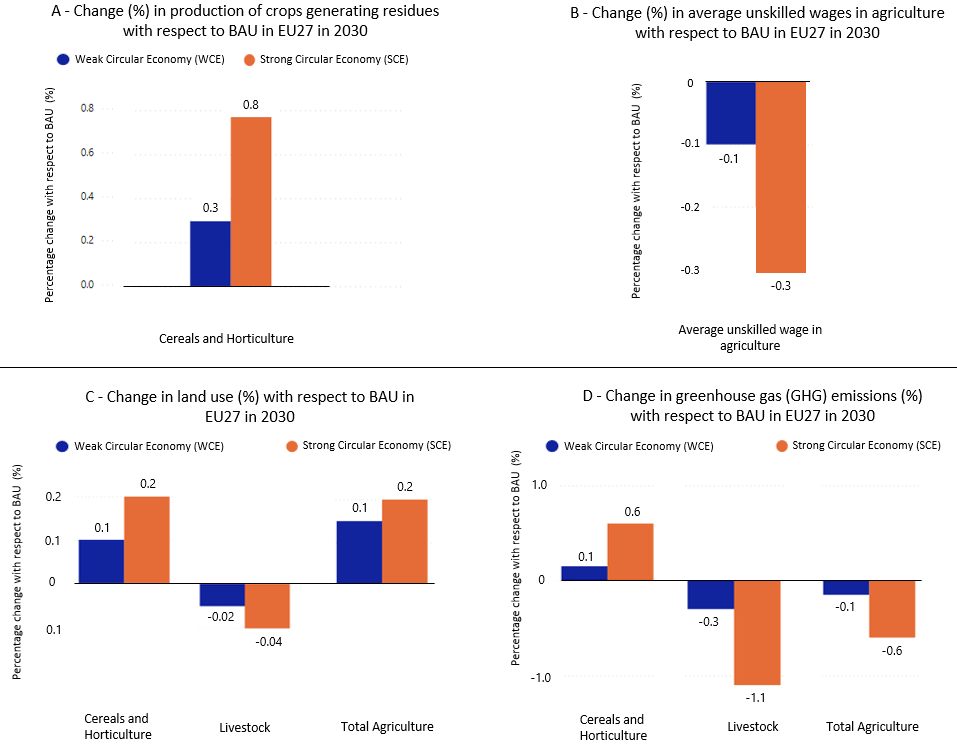 A - Change (%) in production of crops generating residues
with respect to BAU in EU27 in 2030
Weak Circular Economy (WCE)
Strong Circular Economy (SCE)
Percentage change with respect to BAU (%)
0.8
0.6
0.4
0.2
0.0
0.3
0.8
Cereals and Horticulture
B - Change (%) in average unskilled wages in agriculture
with respect to BAU in EU27 in 2030
Percentage change with respect to BAU (%)
0
-0.1
-0.2
-0.3
-0.1
-0.3
Average unskilled wage in
agriculture
C - Change in land use (%) with respect to BAU in
EU27 in 2030
Weak Circular Economy (WCE)
Strong Circular Economy (SCE)
Percentage change with respect to BAU (%)
0.2
0.1
0
0.1
0.1
0.2
-0.02
-0.04
0.1
0.2
Cereals and
Horticulture
Livestock
Total Agriculture
D - Change in greenhouse gas (GHG) emissions (%)
with respect to BAU in EU27 in 2030
Weak Circular Economy (WCE)
Strong Circular Economy (SCE)
Percentage change with respect to BAU (%)
1.0
0
-1.0
0.1
0.6
-0.3
-1.1
-0.1
-0.6
Cereals and
Horticulture
Livestock
Total Agriculture